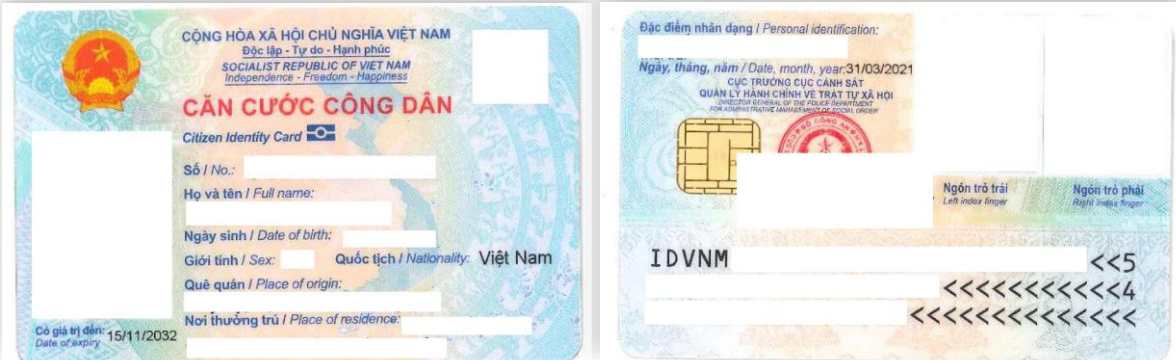 CỘNG HÒA XÃ HỘI CHỦ NGHĨA VIỆT NAM
Độc lập - Tự do - Hạnh phúc
SOCIALIST REPUBLIC OF VIET NAM
Independence - Freedom - Happiness
CĂN CƯỚC CÔNG DÂN
Citizen Identity Card
Số / No.:
Họ và tên / Full name:
Ngày sinh / Date of birth:
Giới tính / Sex:
Quốc tịch / Nationality: Việt Nam
Quê quán / Place of origin:
Nơi thường trú / Place of residence:
Có giá trị đến: 15/11/2032
Date of expiry
Đặc điểm nhân dạng / Personal identification:
Ngày, tháng, năm / Date, month, year: 31/03/2021
CỤC TRƯỞNG CỤC CẢNH SÁT
QUẢN LÝ HÀNH CHÍNH VỀ TRẬT TỰ XÃ HỘI
DIRECTOR GENERAL OF THE POLICE DEPARTMENT
FOR ADMINISTRATIVE MANAGEMENT OF SOCIAL ORDER
BỘ CÔNG AN
Ngón trỏ trái
Left index finger
Ngón trỏ phải
Right index finger
IDVNM <<5
<<<<<<<<<<<4
<<<<<<<<<<<<<<